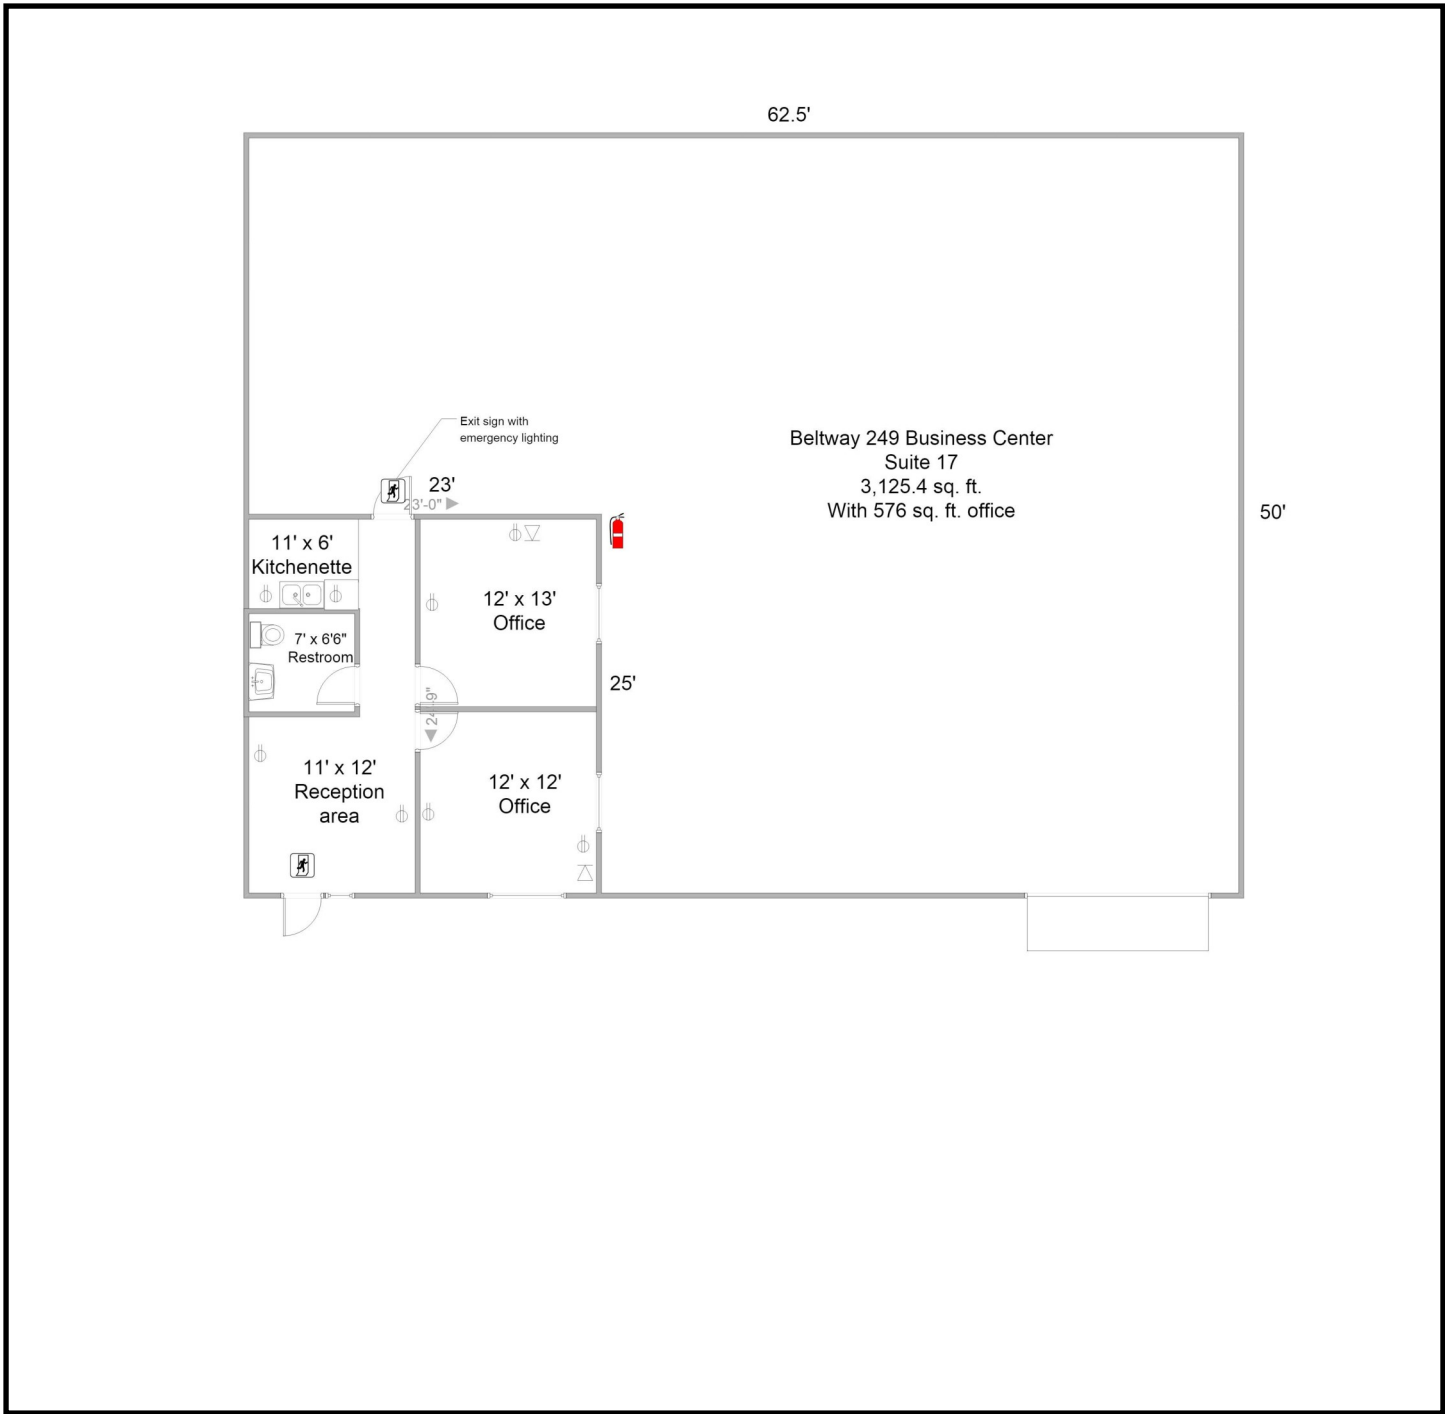 62.5'
Exit sign with
emergency lighting
Beltway 249 Business Center
Suite 17
3,125.4 sq. ft.
With 576 sq. ft. office
50'
23'
23'-0"
11' x 6'
Kitchenette
12' x 13'
Office
7' x 6'6"
Restroom
25'
11' x 12'
Reception
area
12' x 12'
Office